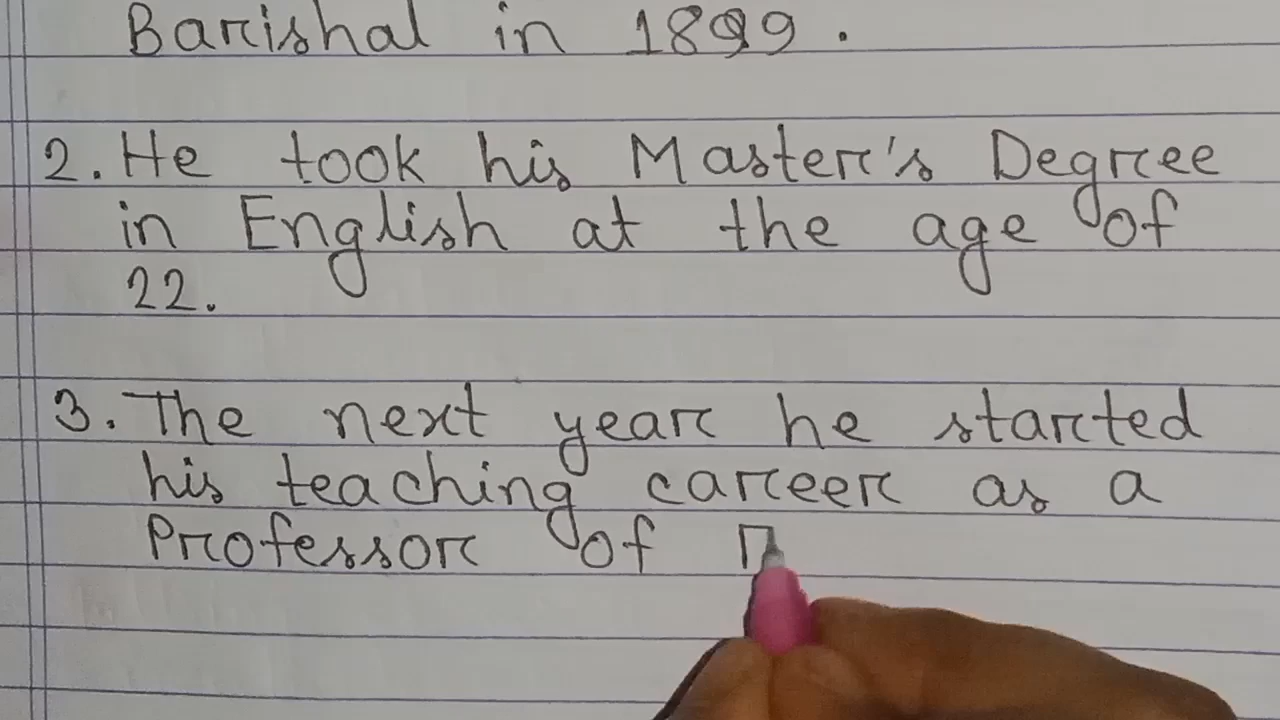 Barishal in 1899.
2. He took his Master's Degree
in English at the age of
22.
3. The next year he started
his teaching career as a
Professor of